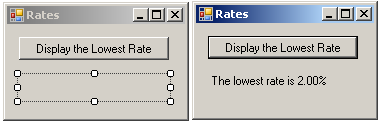 Rates
Display the Lowest Rate
Rates
Display the Lowest Rate
The lowest rate is 2.00%